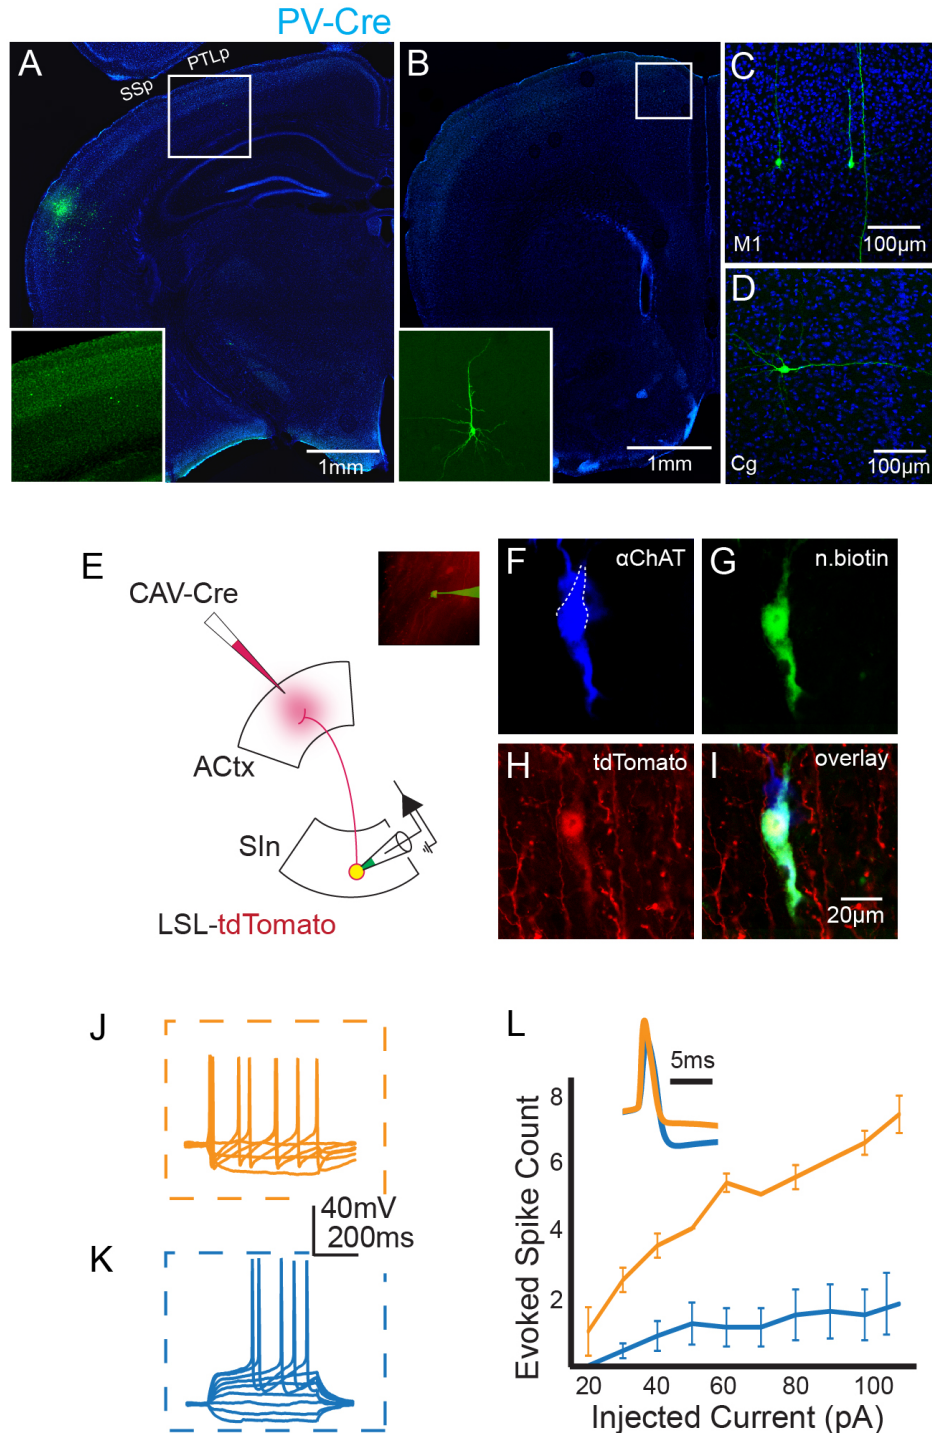 PV-Cre
A
SSp
PTLp
1mm
B
1mm
C
M1
100µm
D
Cg
100µm
E
CAV-Cre
ACtx
SIn
LSL-tdTomato
F
αChAT
G
n.biotin
H
tdTomato
I
overlay
20µm
J
40mV
200ms
K
L
5ms
Evoked Spike Count
8
6
4
2
20 40 60 80 100
Injected Current (pA)